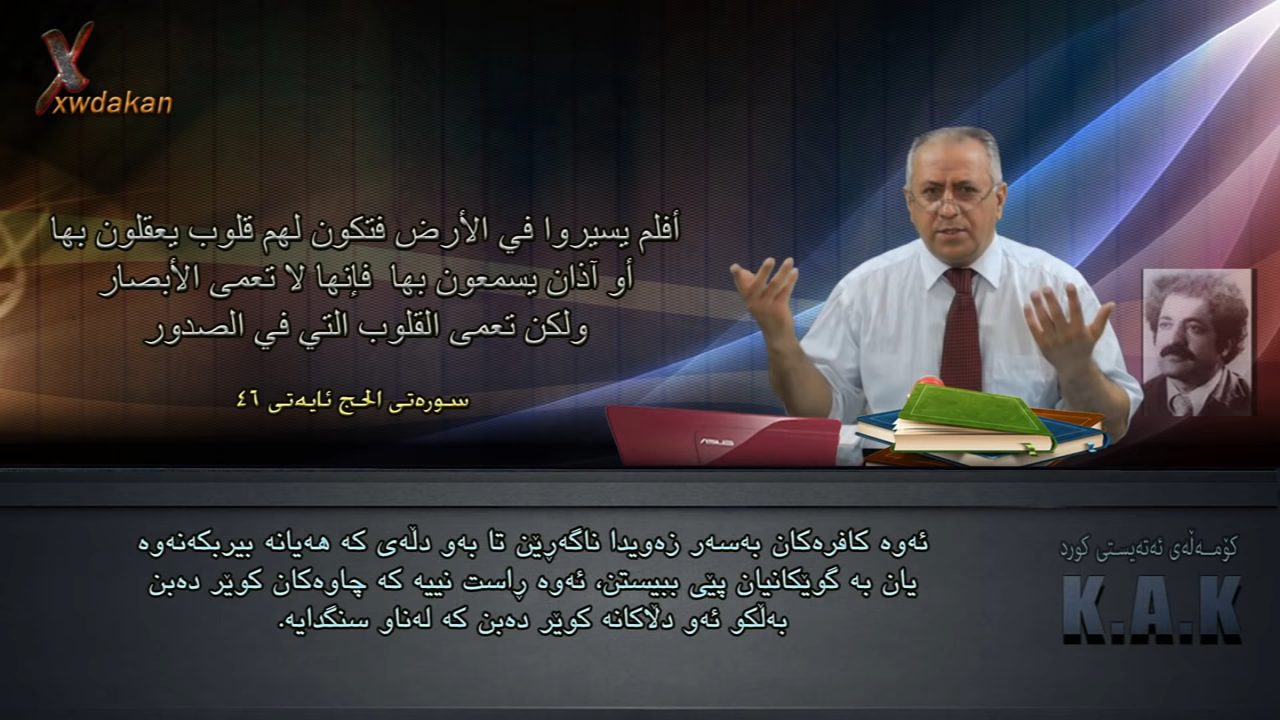 xwdakan
أفلم يسيروا في الأرض فتكون لهم قلوب يعقلون بها
أو آذان يسمعون بها فإنها لا تعمى الأبصار
ولكن تعمى القلوب التي في الصدور
سورەتی الحج ئایەتی ٤٦
ASUS
ئەوە کافرەکان بەسەر زەویدا ناگەڕێن تا بەو دڵەی کە هەیانە بیربکەنەوە
یان بە گوێکانیان پێی ببیستن، ئەوە ڕاست نییە کە چاوەکان کوێر دەبن
بەڵکو ئەو دڵاکانە کوێر دەبن کە لەناو سنگدایە.
کۆمەڵەی ئەتەیستی کورد
K.A.K